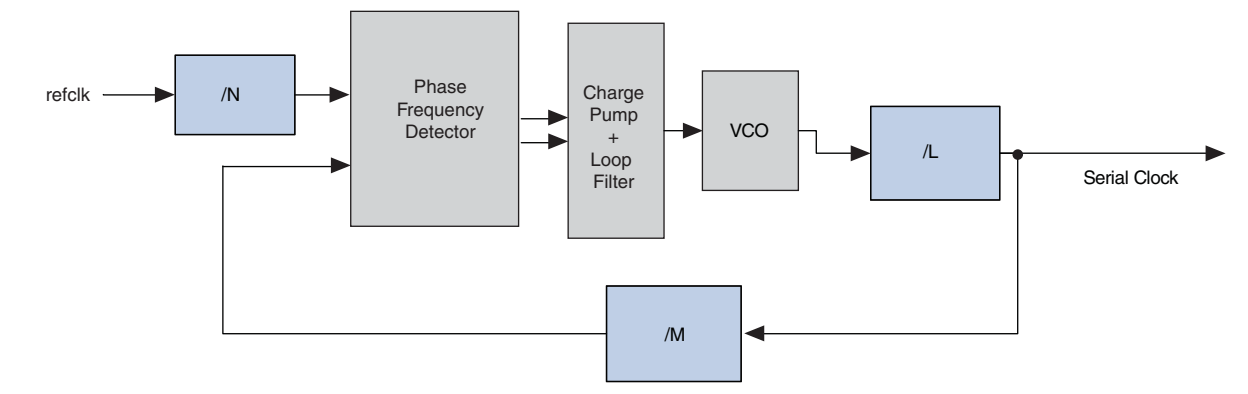 refclk
/N
Phase
Frequency
Detector
Charge
Pump
+
Loop
Filter
VCO
/L
Serial Clock
/M